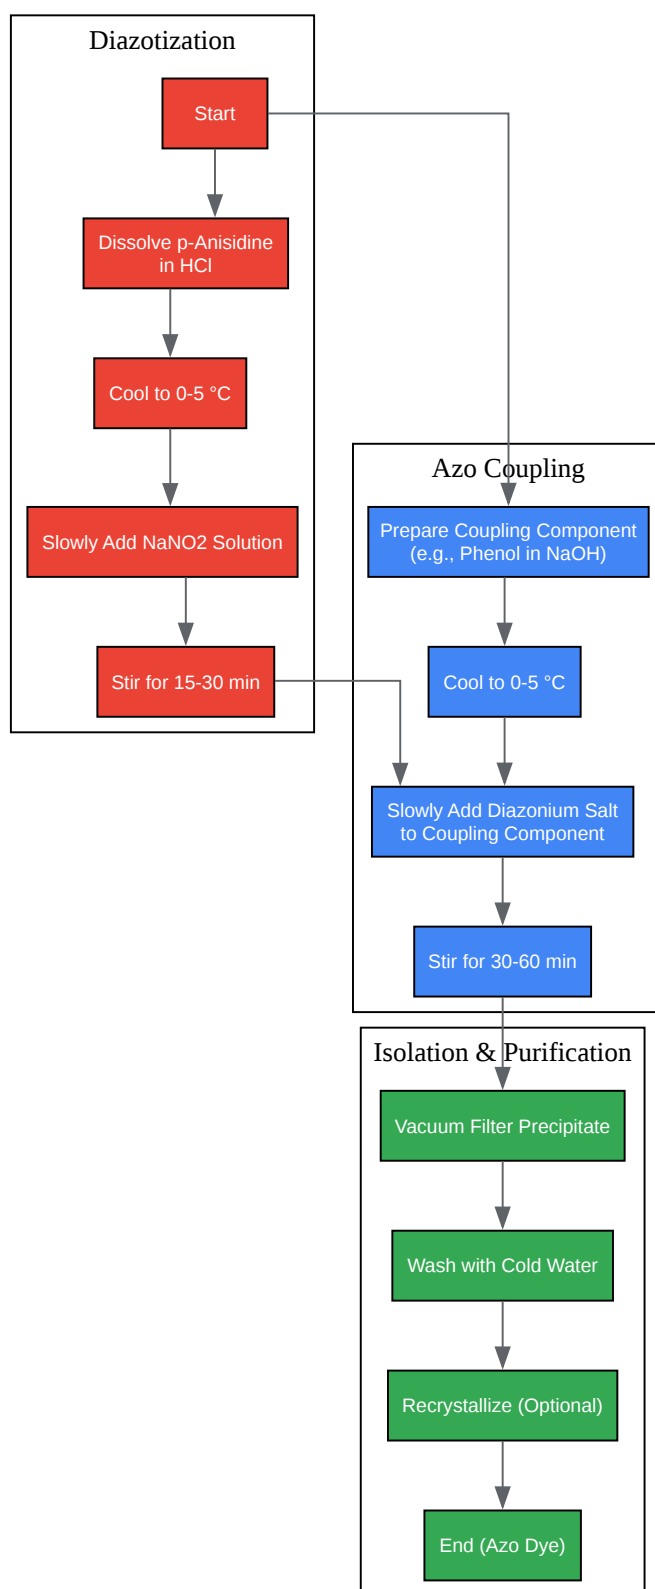 Diazotization
Start
Dissolve p-Anisidine
in HCl
Cool to 0-5 °C
Slowly Add NaNO2 Solution
Stir for 15-30 min
Azo Coupling
Prepare Coupling Component
(e.g., Phenol in NaOH)
Cool to 0-5 °C
Slowly Add Diazonium Salt
to Coupling Component
Stir for 30-60 min
Isolation & Purification
Vacuum Filter Precipitate
Wash with Cold Water
Recrystallize (Optional)
End (Azo Dye)